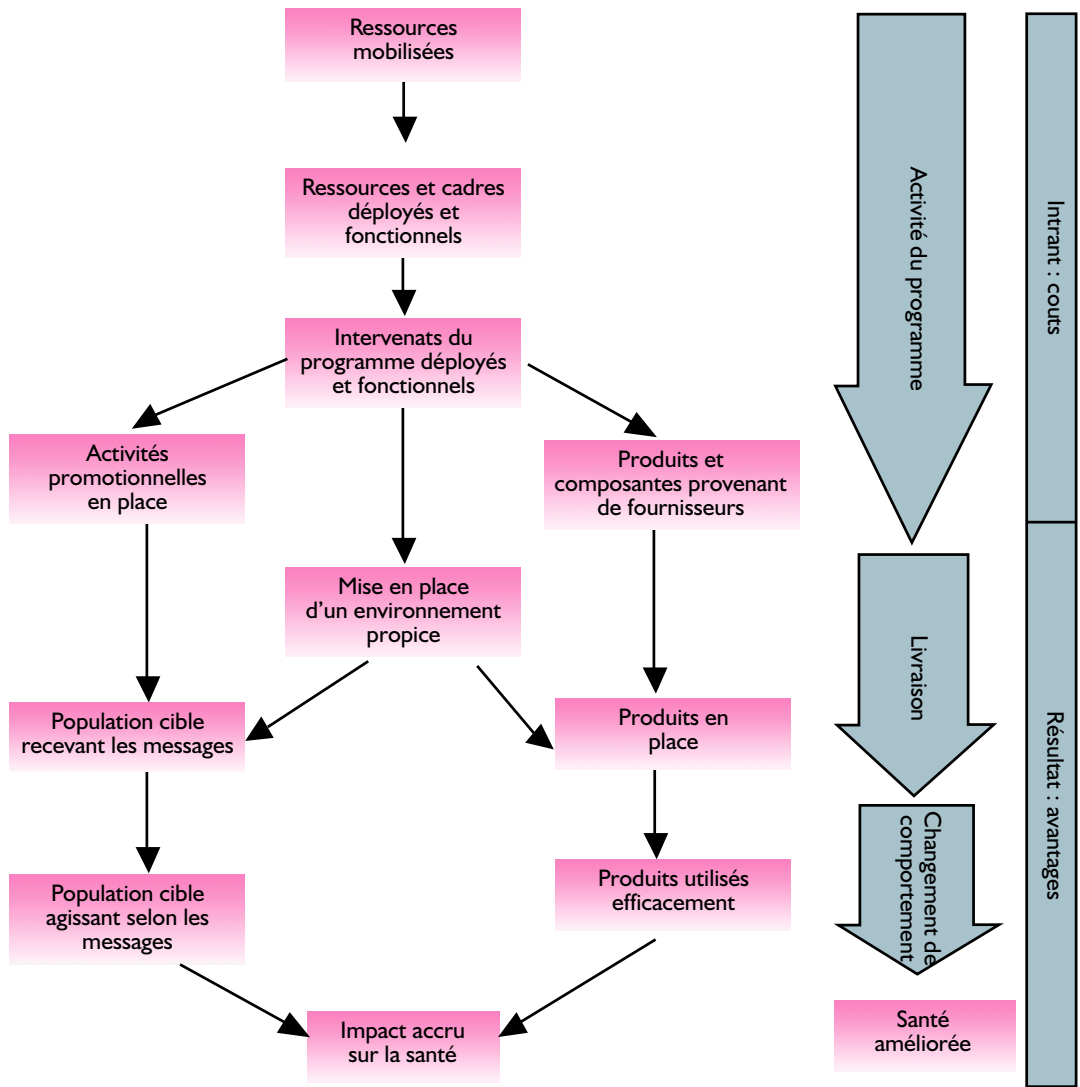 Ressources
mobilisées
Ressources et cadres
déployés et
fonctionnels
Intervenats du
programme déployés
et fonctionnels
Activités
promotionnelles
en place
Produits et
composantes provenant
de fournisseurs
Mise en place
d'un environnement
propice
Population cible
recevant les messages
Produits en
place
Population cible
agissant selon les
messages
Produits utilisés
efficacement
Impact accru
sur la santé
Activité du programme
Livraison
Changement de
comportement
Santé
améliorée
Intrant : couts
Résultat : avantages